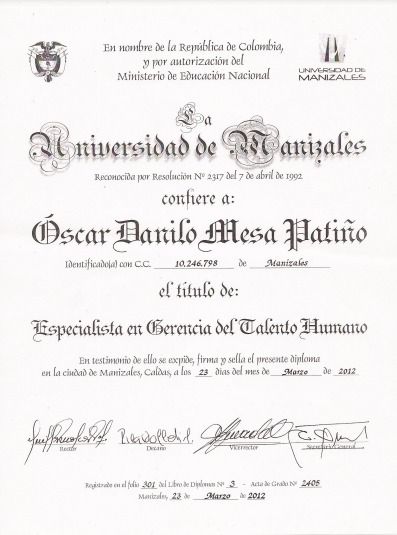 En nombre de la República de Colombia,
y por autorización del
Ministerio de Educación Nacional
UNIVERSIDAD DE
MANIZALES
La
Universidad de Manizales
Reconocida por Resolución Nº 2317 del 7 de abril de 1992
confiere a:
Óscar Danilo Mesa Patiño
Identificado(a) con C.C. 10.246.798 de Manizales
el título de:
Especialista en Gerencia del Talento Humano
En testimonio de ello se expide, firma y sella el presente diploma
en la ciudad de Manizales, Caldas, a los 23 días del mes de Marzo de 2012
Rector
Decano
Vicerrector
Secretario General
Registrado en el folio 301 del Libro de Diplomas Nº 3 - Acta de Grado Nº 2405
Manizales, 23 de Marzo de 2012